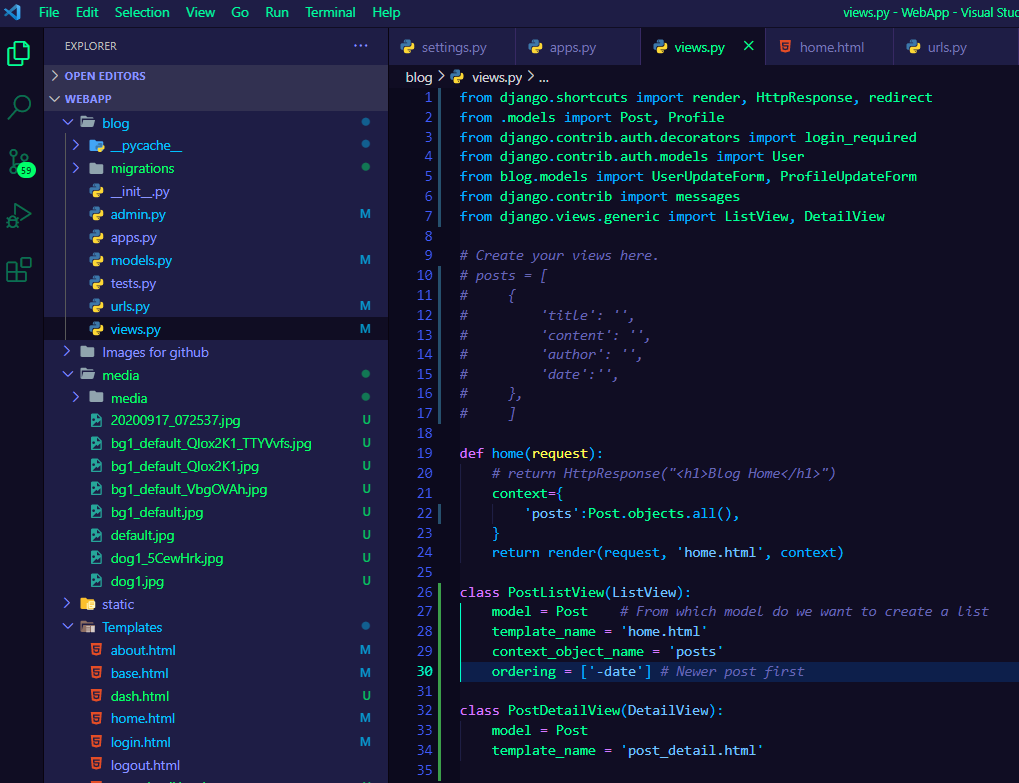 File Edit Selection View Go Run Terminal Help views.py - WebApp - Visual Stu
EXPLORER ...
OPEN EDITORS
WEBAPP
blog
__pycache__
migrations
__init__.py
admin.py M
apps.py
models.py M
tests.py
urls.py M
views.py M
Images for github
media
media
20200917_072537.jpg U
bg1_default_Qlox2K1_TTYVvfs.jpg U
bg1_default_Qlox2K1.jpg U
bg1_default_VbgOVAh.jpg U
bg1_default.jpg U
default.jpg U
dog1_5CewHrk.jpg U
dog1.jpg U
static
Templates
about.html M
base.html M
dash.html U
home.html M
login.html M
logout.html
59
settings.py apps.py views.py × home.html urls.py
blog > views.py > ...
1 from django.shortcuts import render, HttpResponse, redirect
2 from .models import Post, Profile
3 from django.contrib.auth.decorators import login_required
4 from django.contrib.auth.models import User
5 from blog.models import UserUpdateForm, ProfileUpdateForm
6 from django.contrib import messages
7 from django.views.generic import ListView, DetailView
8
9 # Create your views here.
10 # posts = [
11 #     {
12 #         'title': '',
13 #         'content': '',
14 #         'author': '',
15 #         'date':'',
16 #     },
17 #     ]
18
19 def home(request):
20     # return HttpResponse("<h1>Blog Home</h1>")
21     context={
22         'posts':Post.objects.all(),
23     }
24     return render(request, 'home.html', context)
25
26 class PostListView(ListView):
27     model = Post    # From which model do we want to create a list
28     template_name = 'home.html'
29     context_object_name = 'posts'
30     ordering = ['-date'] # Newer post first
31
32 class PostDetailView(DetailView):
33     model = Post
34     template_name = 'post_detail.html'
35